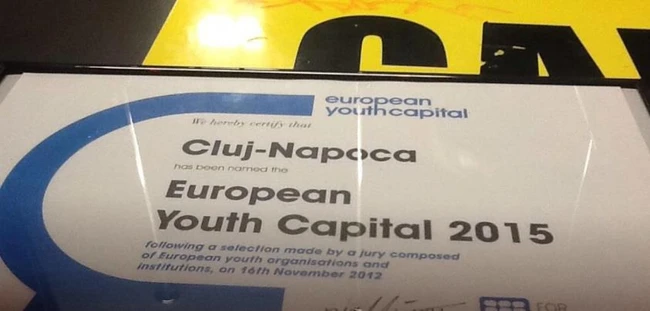 european
youthcapital
We hereby certify that
Cluj-Napoca
has been named the
European
Youth Capital 2015
following a selection made by a jury composed
of European youth organisations and
institutions, on 16th November 2012
FOR